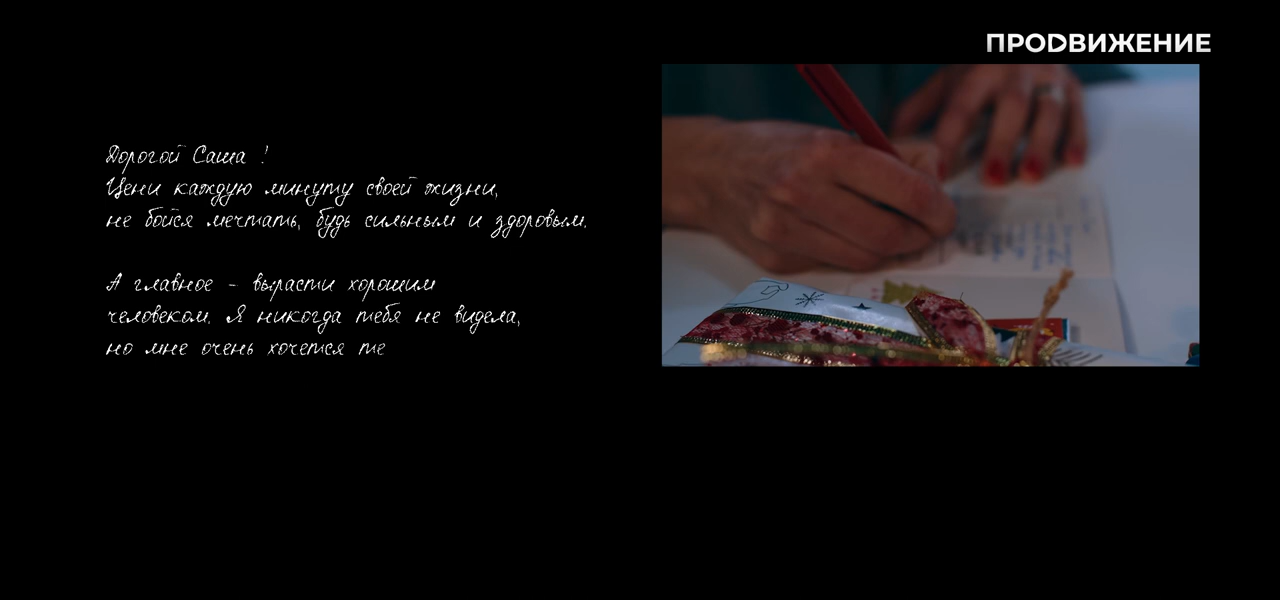 ПРОДВИЖЕНИЕ
Дорогой Саша !
Цени каждую минуту своей жизни,
не бойся мечтать, будь сильным и здоровым.
А главное - вырасти хорошим
человеком. Я никогда тебя не видела,
но мне очень хочется те